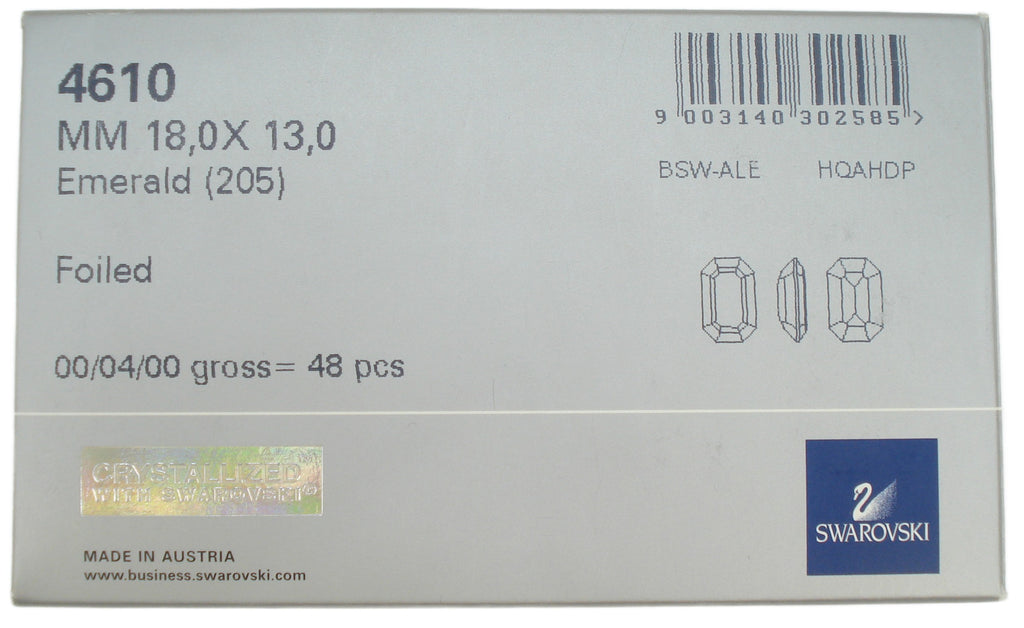 4610
MM 18,0X 13,0
Emerald (205)
Foiled
00/04/00 gross= 48 pcs
9 003140 302585 >
BSW-ALE HQAHDP
CRYSTALLIZED™
WITH SWAROVSKI®
MADE IN AUSTRIA
www.business.swarovski.com
SWAROVSKI